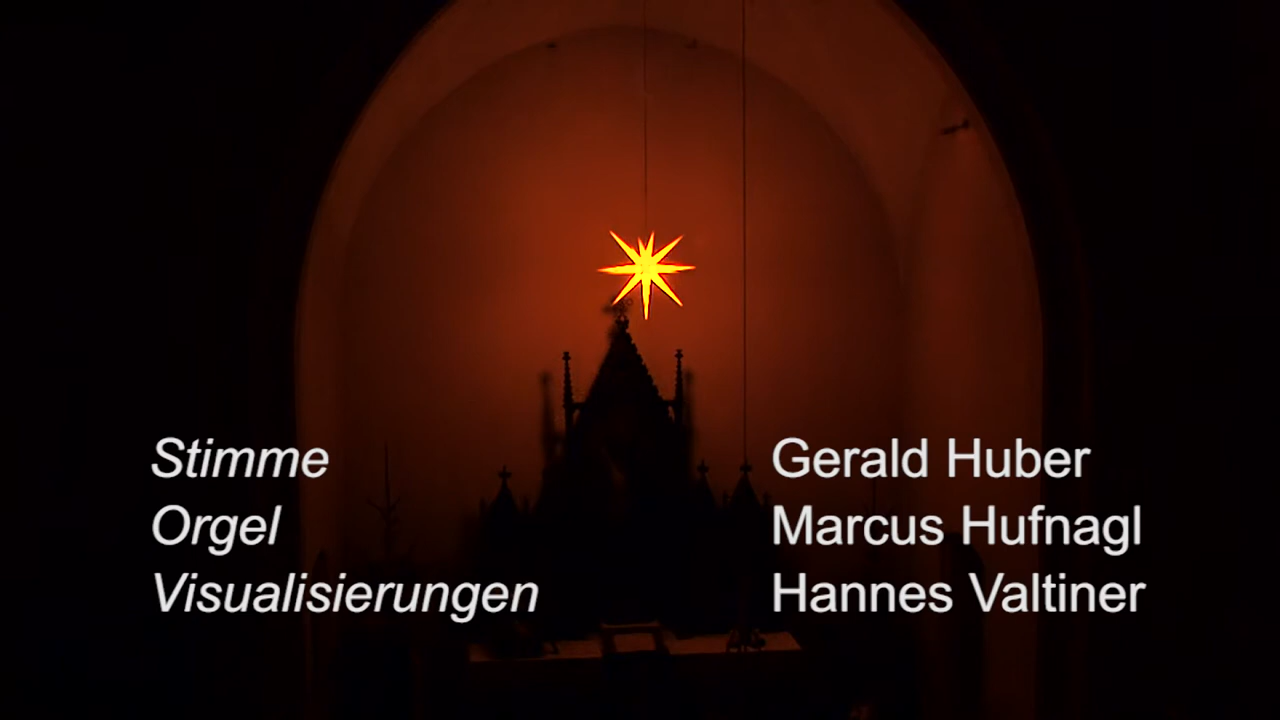 Stimme Gerald Huber
Orgel Marcus Hufnagl
Visualisierungen Hannes Valtiner